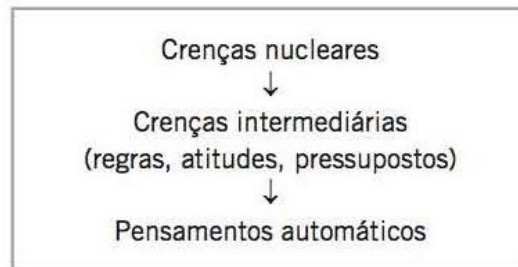 Crenças nucleares
↓
Crenças intermediárias
(regras, atitudes, pressupostos)
↓
Pensamentos automáticos